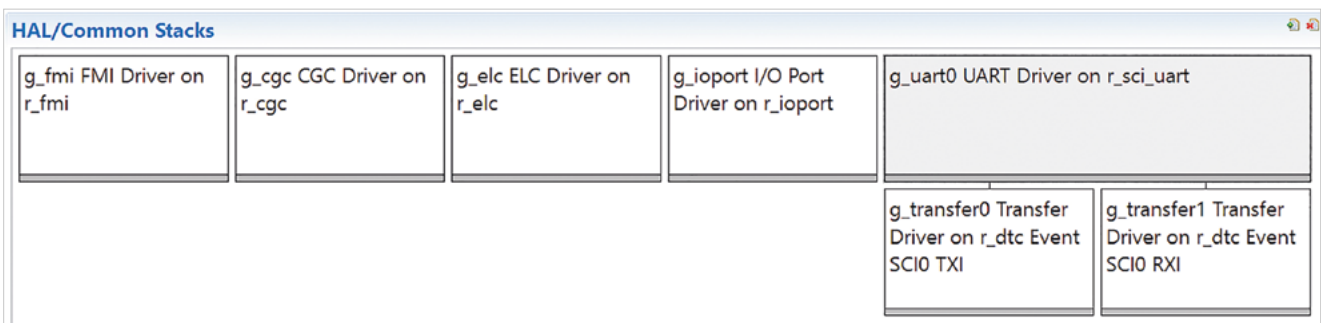 HAL/Common Stacks
g_fmi FMI Driver on
r_fmi
g_cgc CGC Driver on
r_cgc
g_elc ELC Driver on
r_elc
g_ioport I/O Port
Driver on r_ioport
g_uart0 UART Driver on r_sci_uart
g_transfer0 Transfer
Driver on r_dtc Event
SCI0 TXI
g_transfer1 Transfer
Driver on r_dtc Event
SCI0 RXI